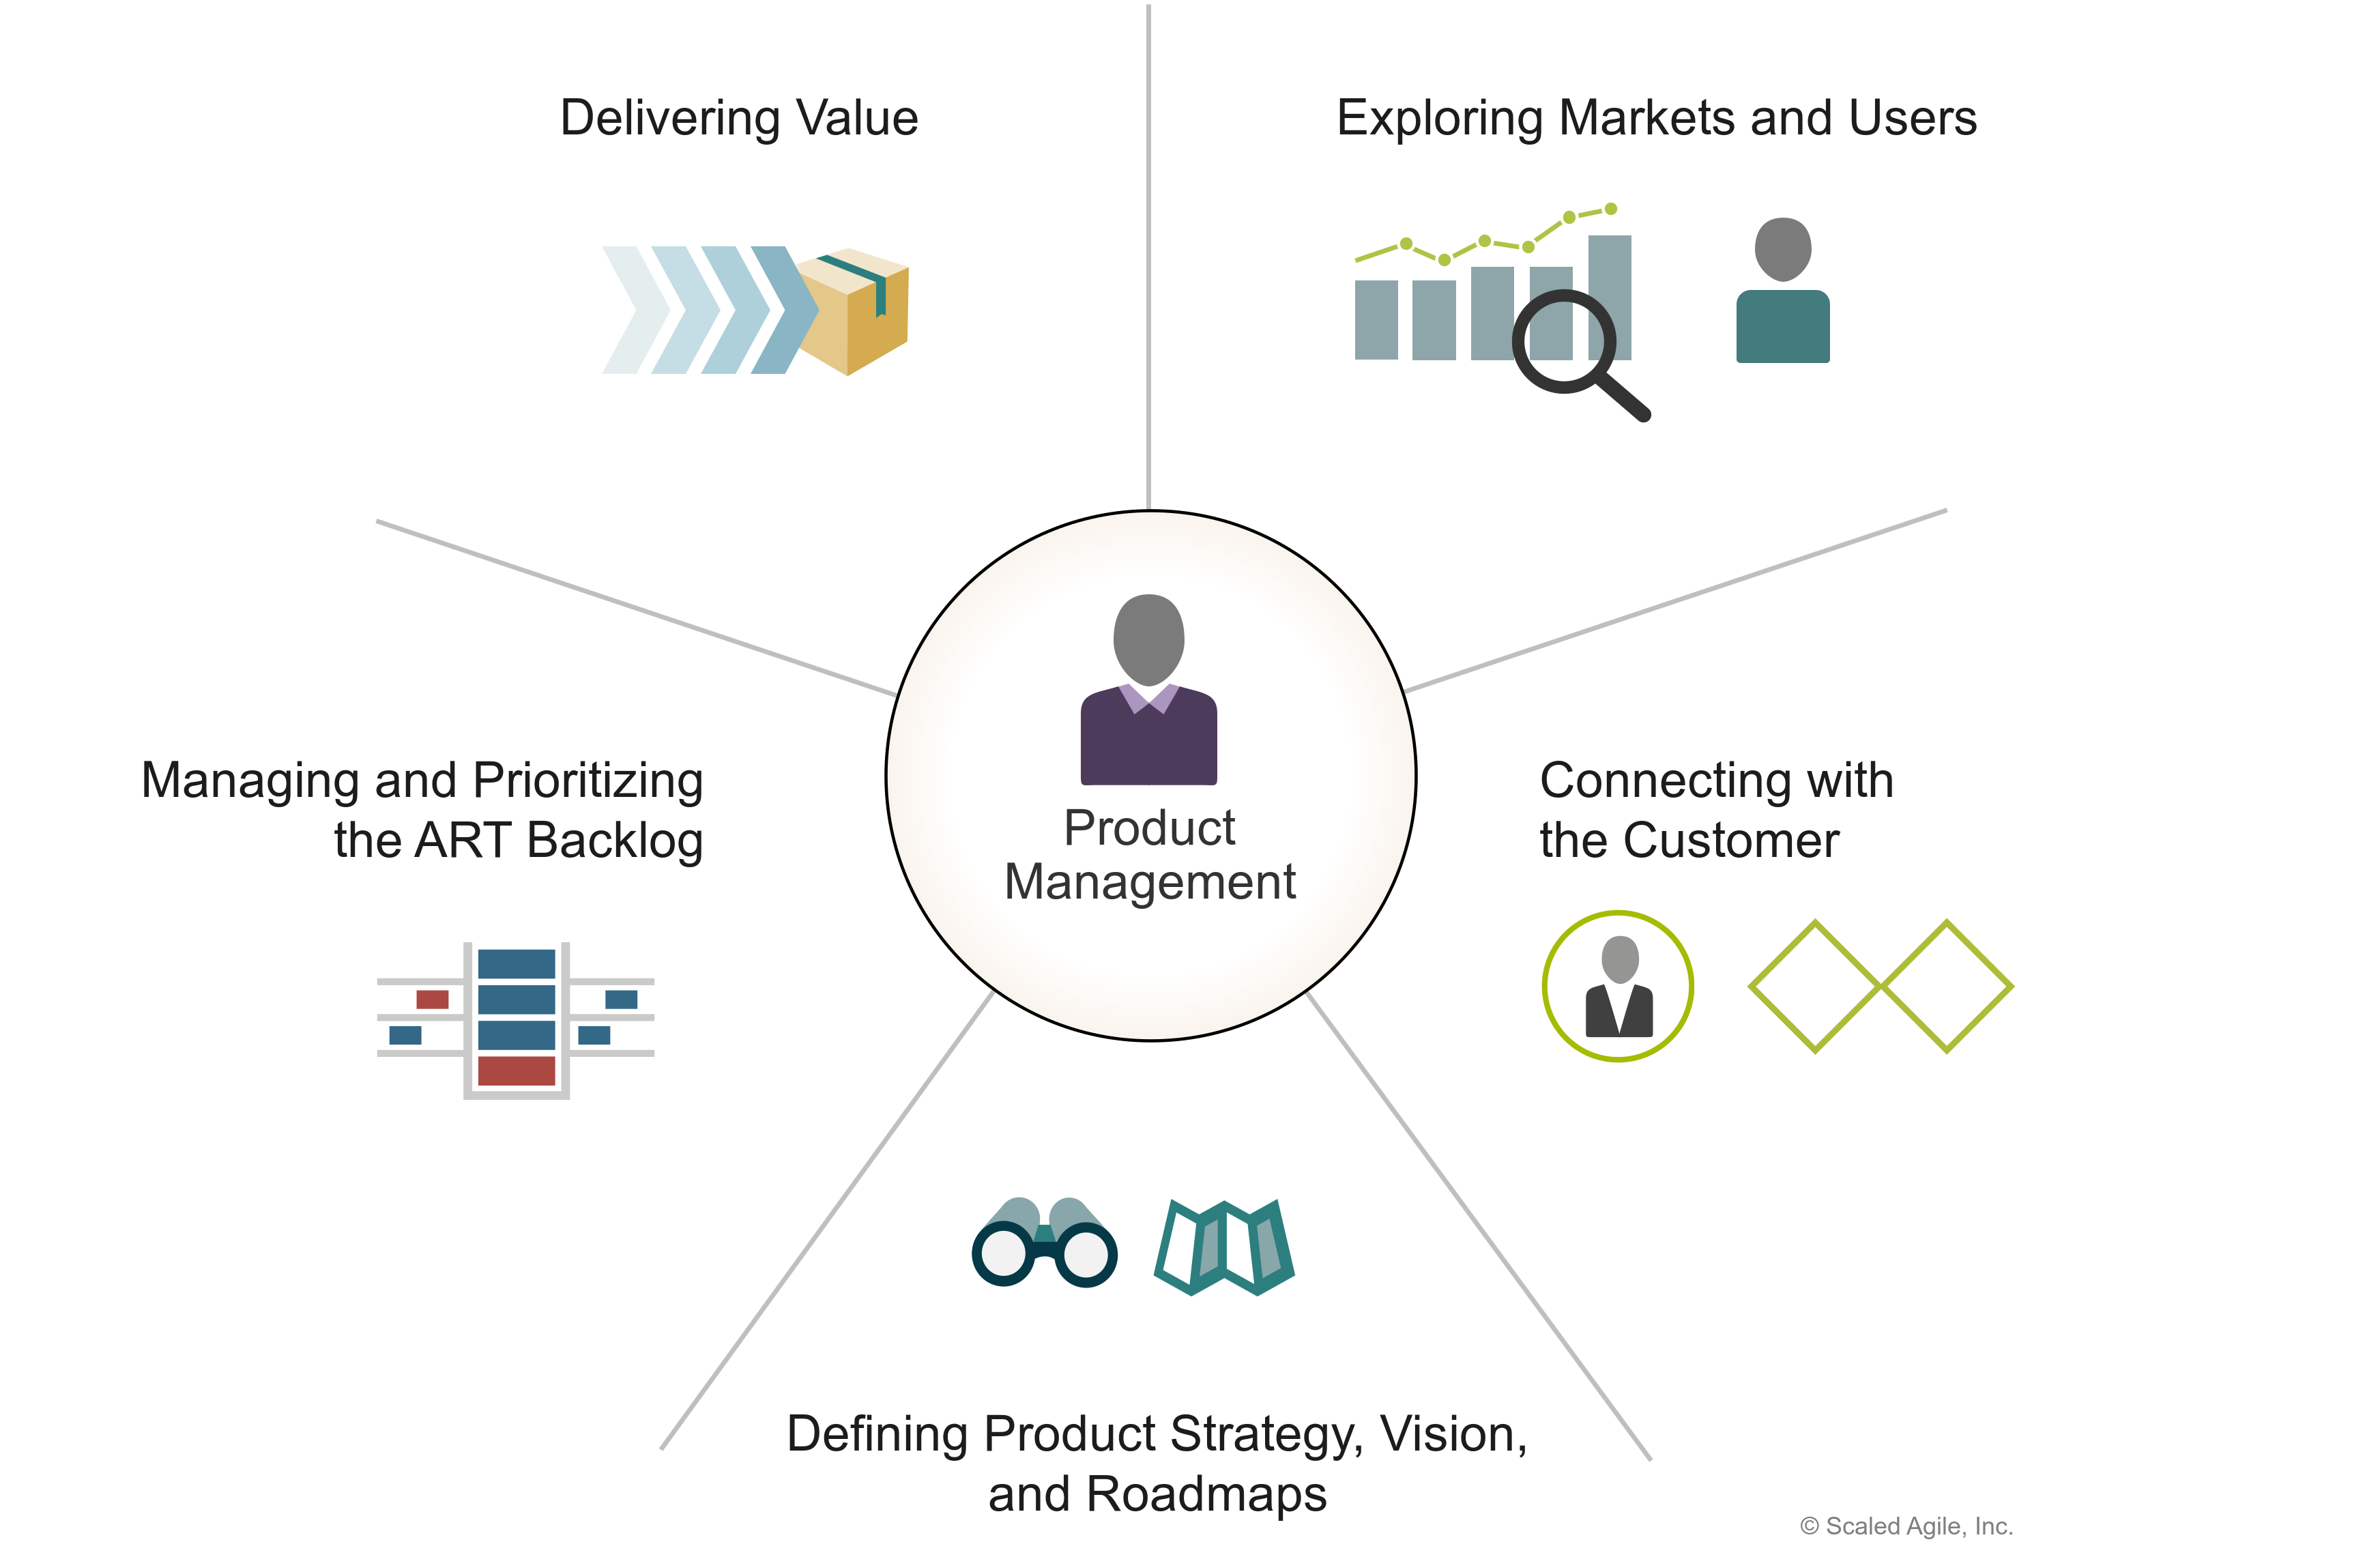 Delivering Value
Exploring Markets and Users
Product
Management
Managing and Prioritizing
the ART Backlog
Connecting with
the Customer
Defining Product Strategy, Vision,
and Roadmaps
© Scaled Agile, Inc.